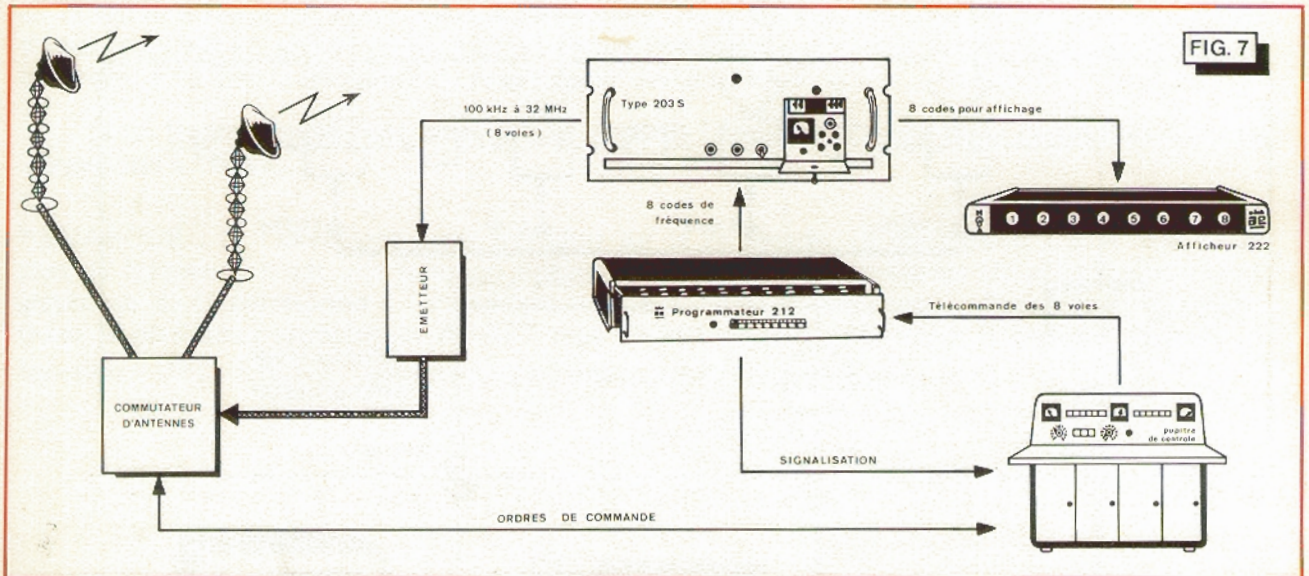 FIG. 7
Type 203 S
100 kHz à 32 MHz
( 8 voies )
8 codes pour affichage
8 codes de
fréquence
1 2 3 4 5 6 7 8
Afficheur 222
EMETTEUR
Programmateur 212
Télécommande des 8 voies
COMMUTATEUR
D'ANTENNES
pupitre
de controle
SIGNALISATION
ORDRES DE COMMANDE